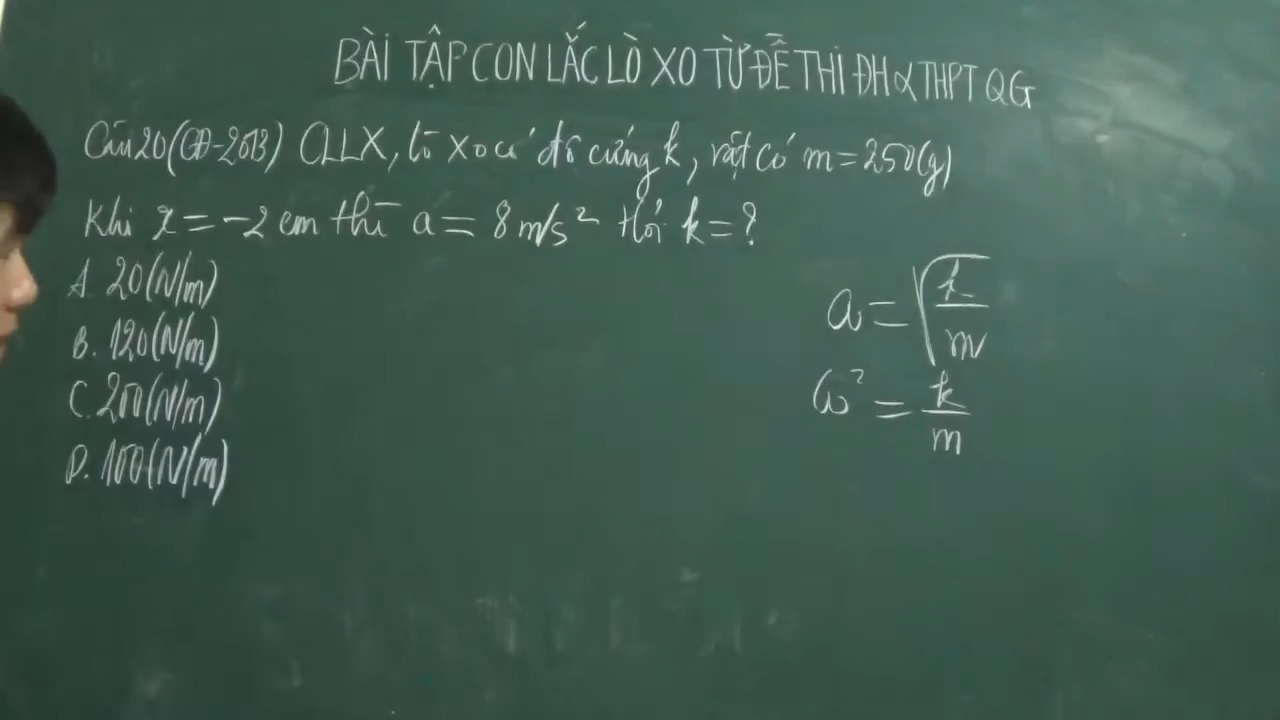 BÀI TẬP CON LẮC LÒ XO TỪ ĐỀ THI ĐH & THPT QG
Câu 20 (CĐ-2013) CLLX, lò xo có độ cứng k, vật có m = 250(g)
Khi x = -2 cm thì a = 8 m/s² Hỏi k = ?
A. 20(N/m)
B. 120(N/m)
C. 200(N/m)
D. 100(N/m)
ω = √(k/m)
ω² = k/m